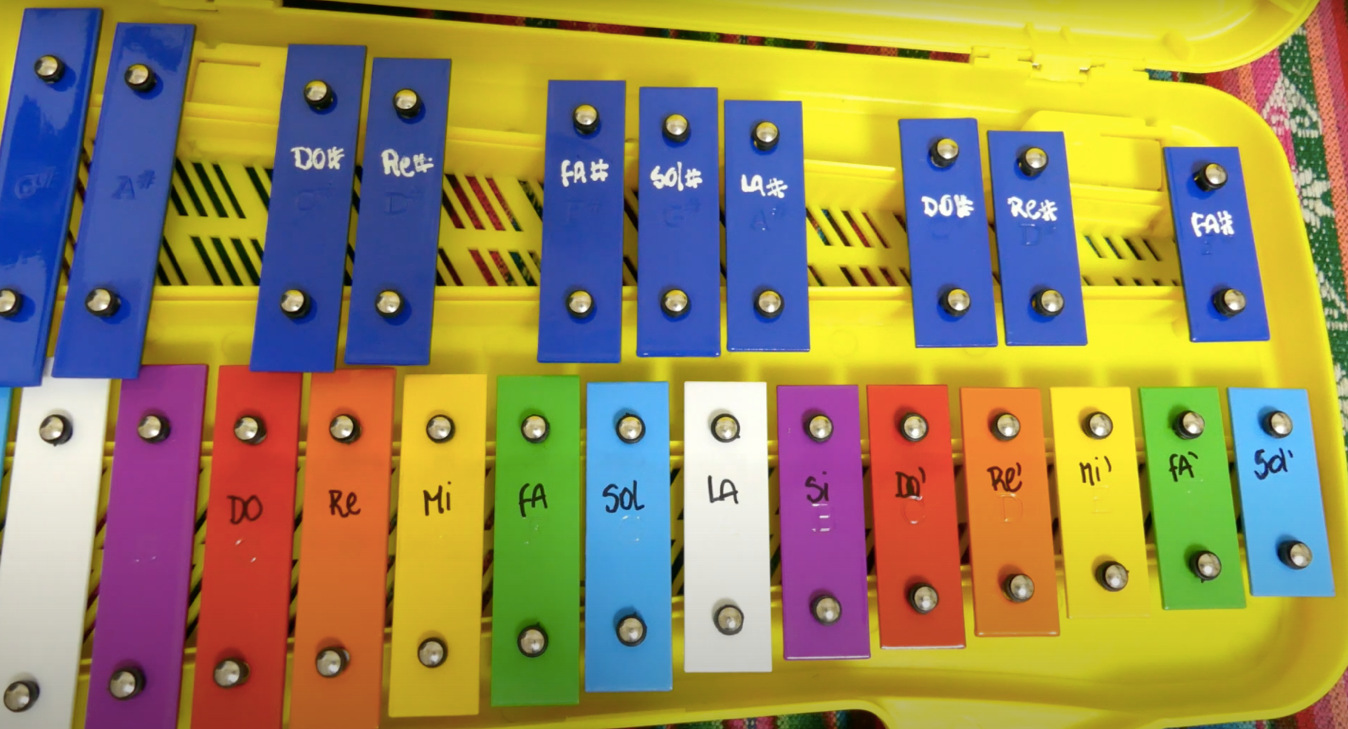 G#
A#
DO#
Re#
FA#
SOl#
LA#
DO#
Re#
FA#
D#
G#
A#
D#
DO
Re
Mi
FA
SOL
LA
Si
DO'
Re'
mi'
FA'
Sol'
C
D
E